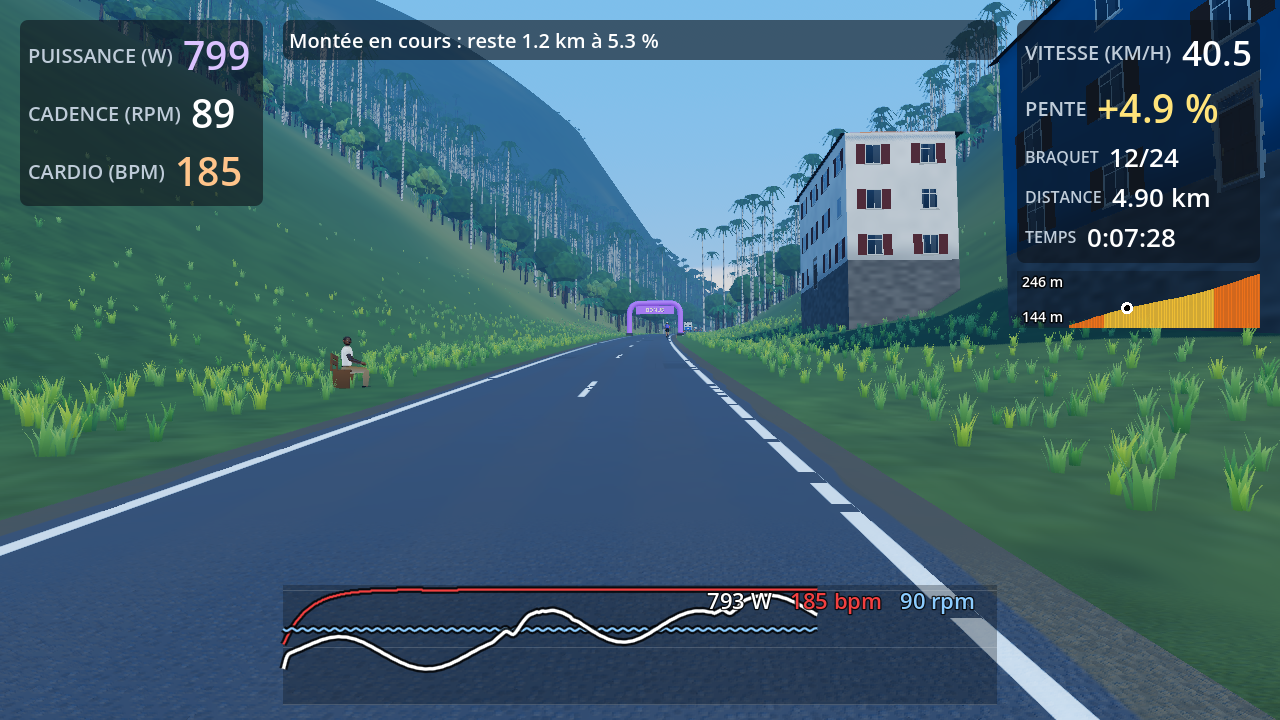 PUISSANCE (W) 799
CADENCE (RPM) 89
CARDIO (BPM) 185
Montée en cours : reste 1.2 km à 5.3 %
VITESSE (KM/H) 40.5
PENTE +4.9 %
BRAQUET 12/24
DISTANCE 4.90 km
TEMPS 0:07:28
246 m
144 m
BONUS
793 W 185 bpm 90 rpm